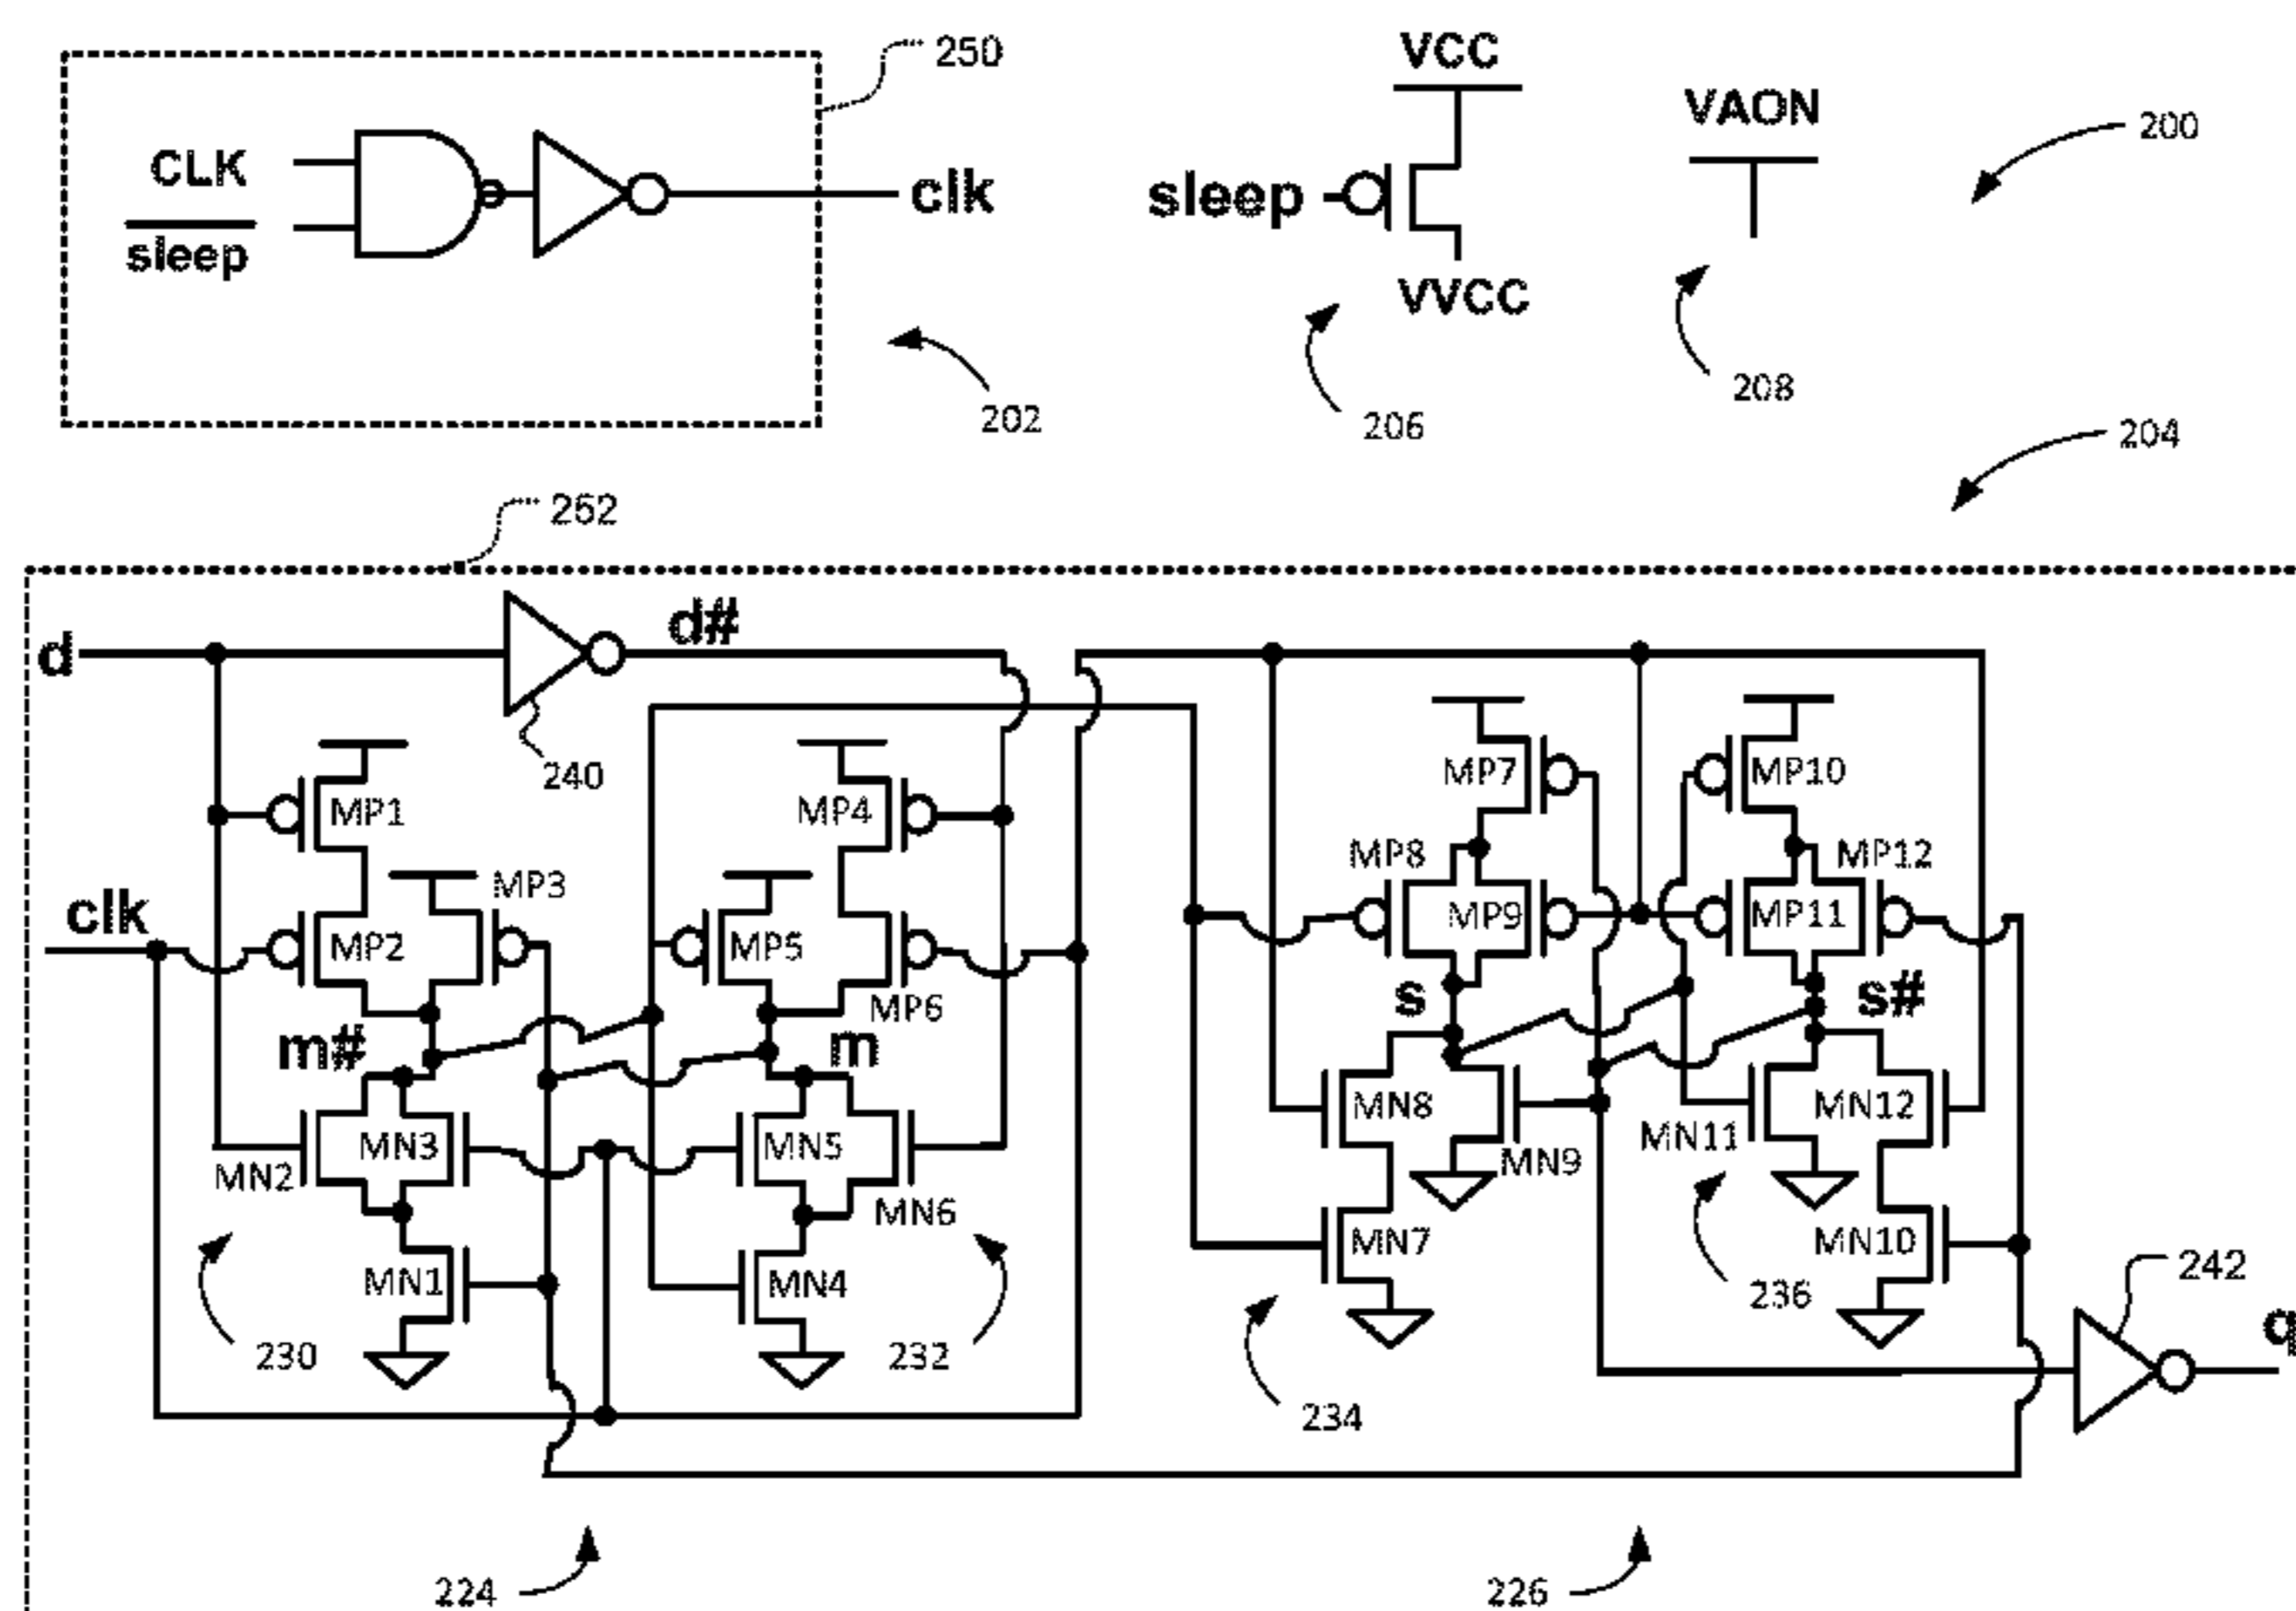 250
VCC
VAON
200
CLK
sleep
clk
sleep
VVCC
202
206
208
204
252
d
d#
240
MP1
MP4
MP7
MP10
MP3
MP8
MP12
clk
MP2
MP5
MP9
MP11
MP6
s
s#
m#
m
MN8
MN12
MN3
MN5
MN11
MN2
MN9
MN6
MN1
MN4
MN7
MN10
242
236
q
230
232
234
224
226